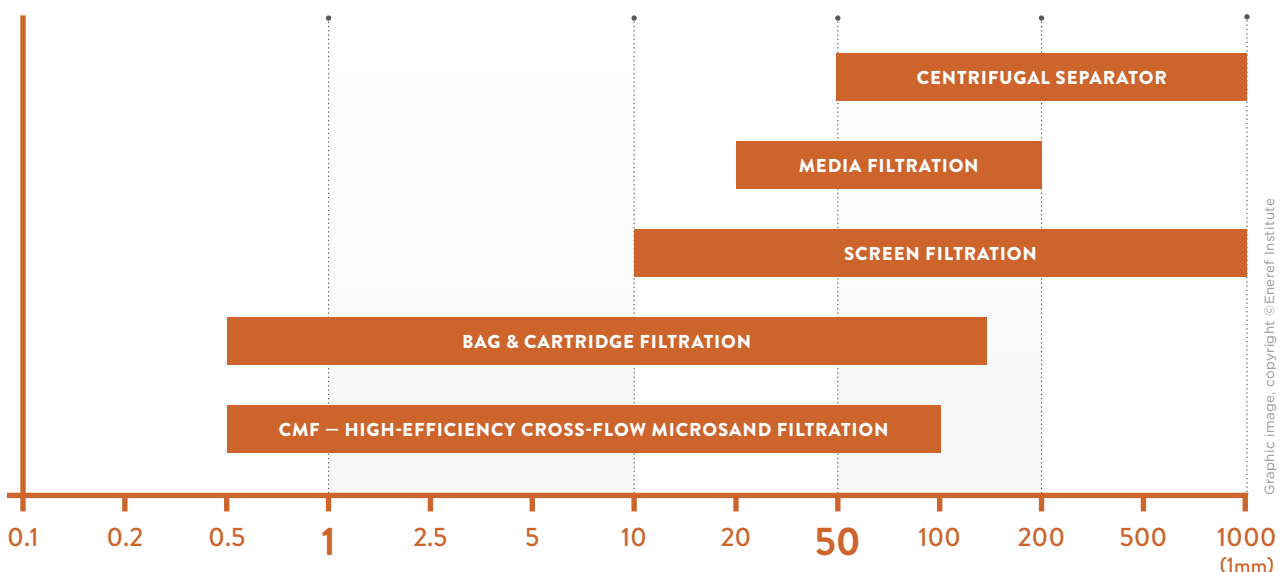 CENTRIFUGAL SEPARATOR
MEDIA FILTRATION
SCREEN FILTRATION
BAG & CARTRIDGE FILTRATION
CMF – HIGH-EFFICIENCY CROSS-FLOW MICROSAND FILTRATION
0.1 0.2 0.5 1 2.5 5 10 20 50 100 200 500 1000
(1mm)
Graphic image, copyright ©Eneref Institute